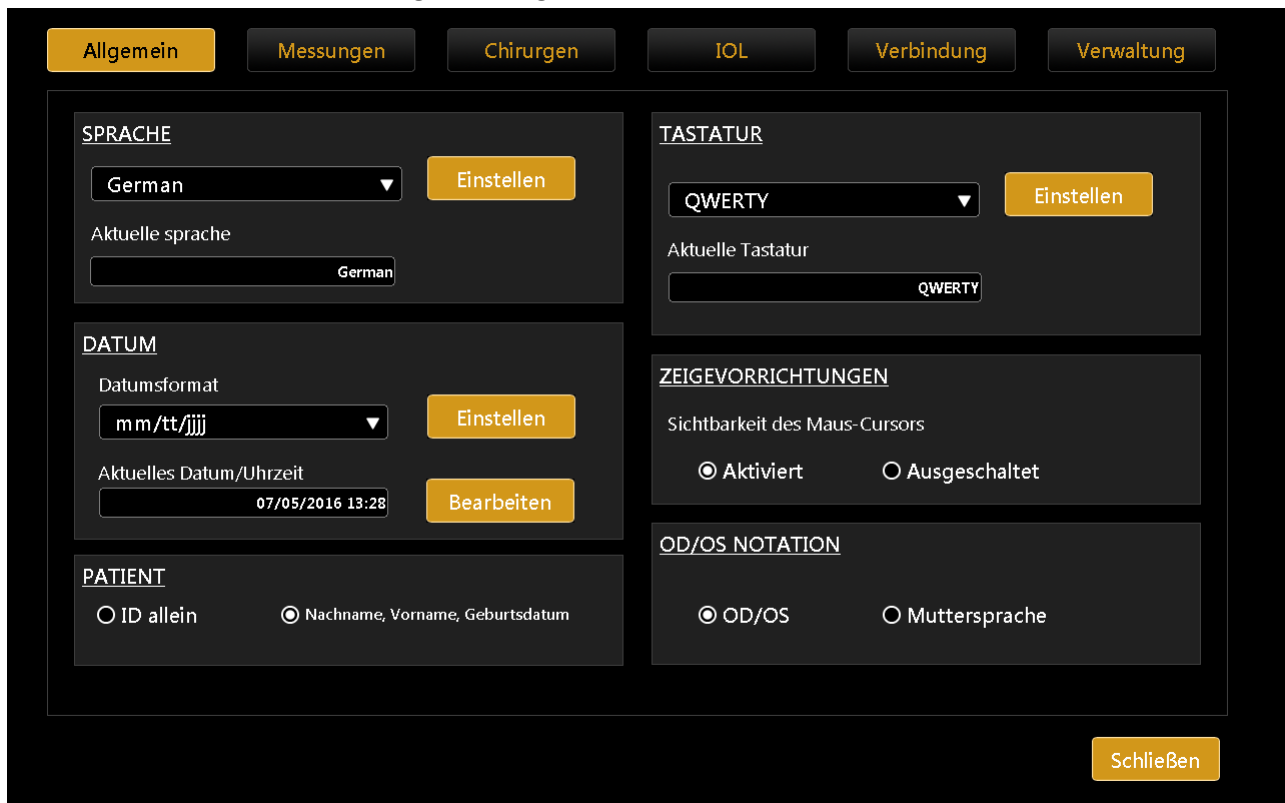 Allgemein
Messungen
Chirurgen
IOL
Verbindung
Verwaltung
SPRACHE
German
Einstellen
Aktuelle sprache
German
TASTATUR
QWERTY
Einstellen
Aktuelle Tastatur
QWERTY
DATUM
Datumsformat
mm/tt/jjjj
Einstellen
Aktuelles Datum/Uhrzeit
07/05/2016 13:28
Bearbeiten
ZEIGEVORRICHTUNGEN
Sichtbarkeit des Maus-Cursors
Aktiviert
Ausgeschaltet
PATIENT
ID allein
Nachname, Vorname, Geburtsdatum
OD/OS NOTATION
OD/OS
Muttersprache
Schließen